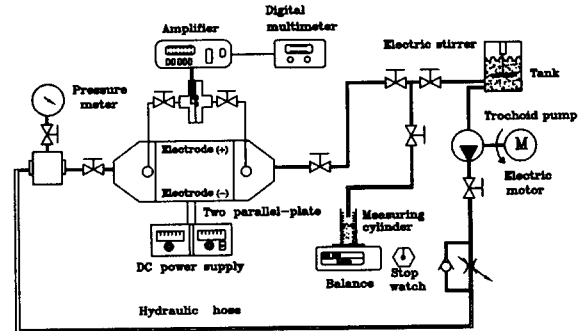 Amplifier
Digital
multimeter
Electric stirrer
Tank
Pressure
meter
Trochoid pump
M
Electric
motor
Electrode (+)
Electrode (-)
Two parallel-plate
Measuring
cylinder
DC power supply
Balance
Stop
watch
Hydraulic hose